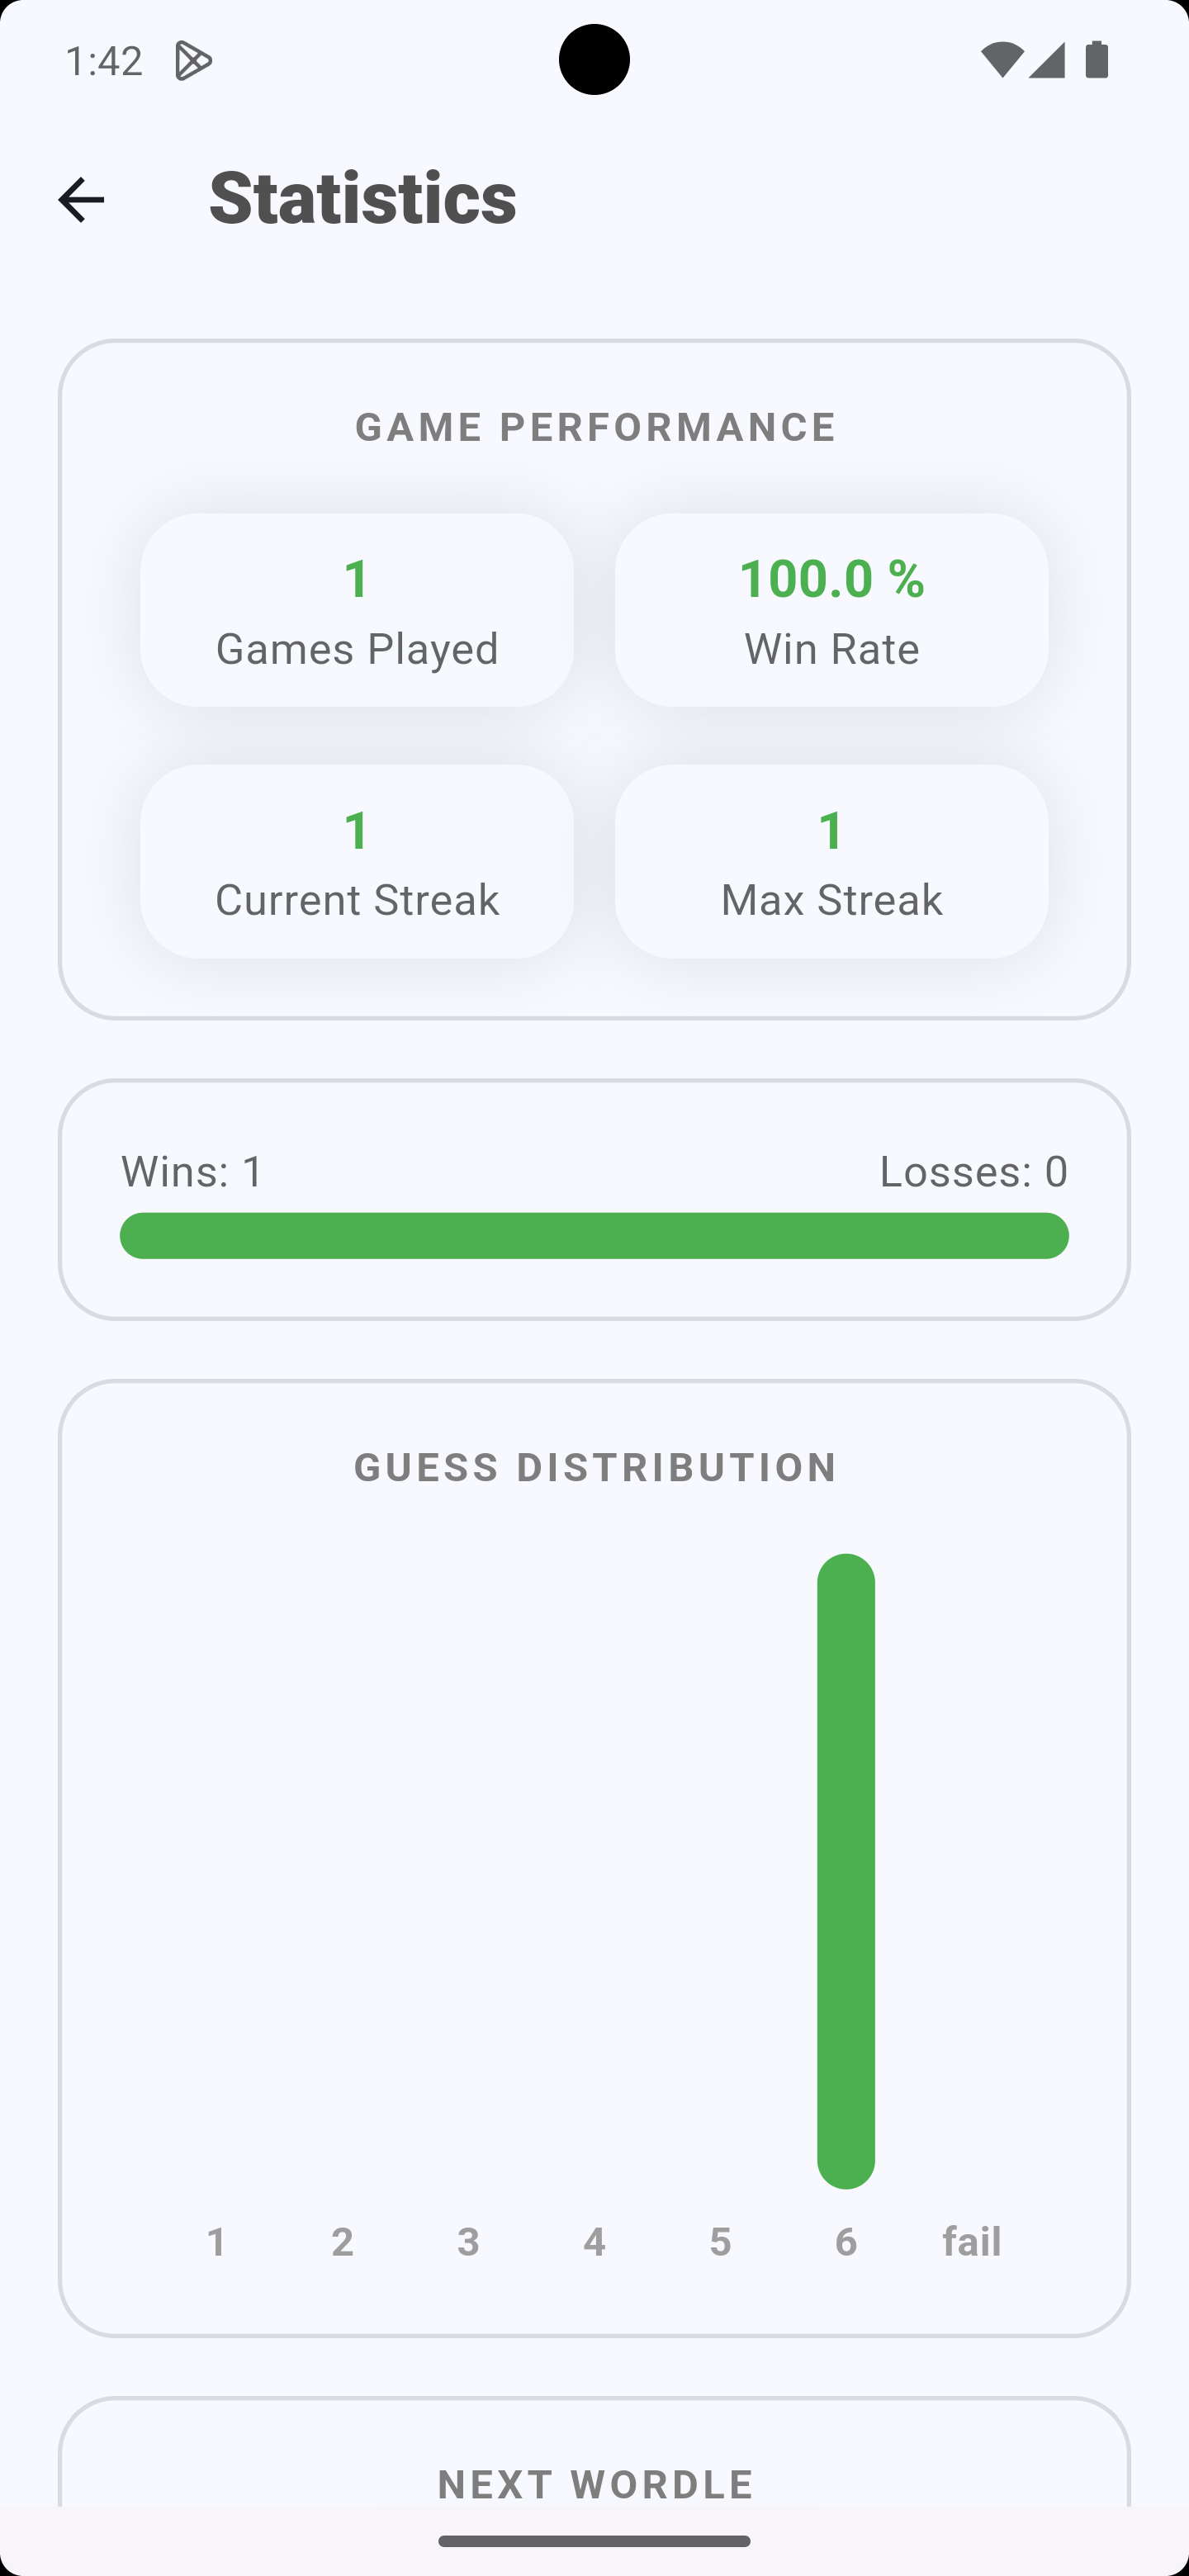 1:42
Statistics
GAME PERFORMANCE
1
Games Played
100.0 %
Win Rate
1
Current Streak
1
Max Streak
Wins: 1
Losses: 0
GUESS DISTRIBUTION
1 2 3 4 5 6 fail
NEXT WORDLE